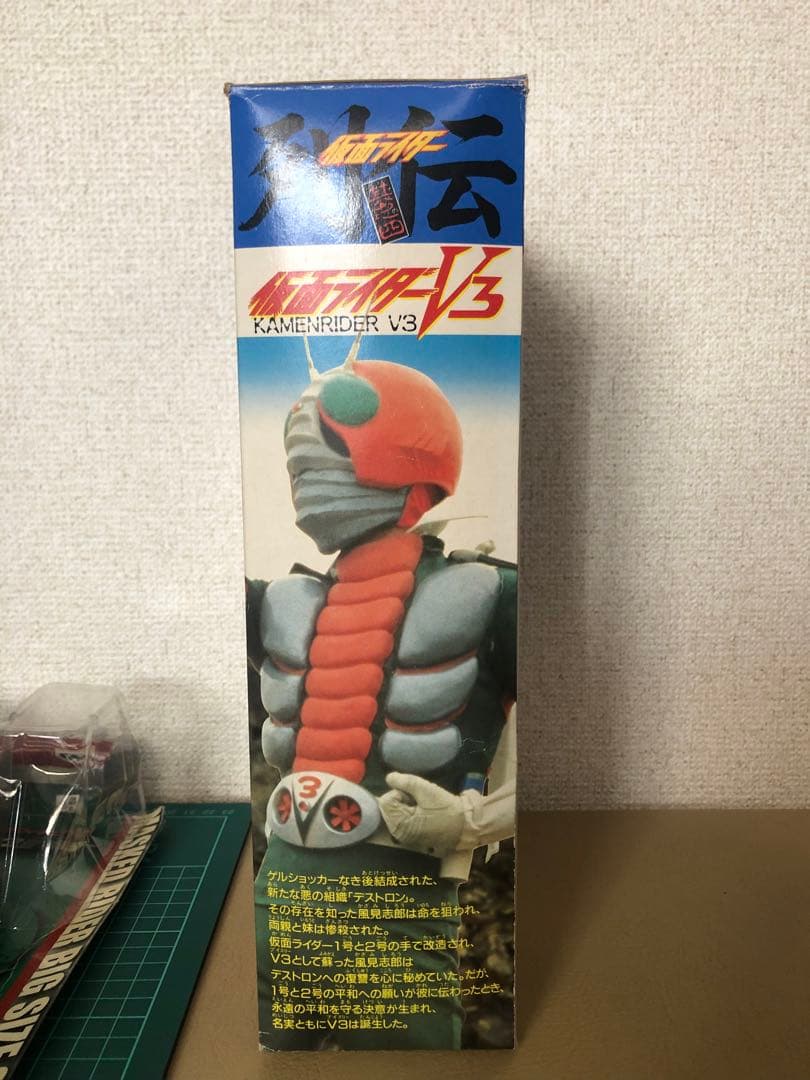 仮面ライダー
列伝
仮面ライダーV3
KAMENRIDER V3
3
ゲルショッカーなき後結成された、
新たな悪の組織「デストロン」。
その存在を知った風見志郎は命を狙われ、
両親と妹は惨殺された。
仮面ライダー1号と2号の手で改造され、
V3として蘇った風見志郎は
デストロンへの復讐を心に秘めていた。だが、
1号と2号の平和への願いが彼に伝わったとき、
永遠の平和を守る決意が生まれ、
名実ともにV3は誕生した。
MASKED RIDER BIG SIZE